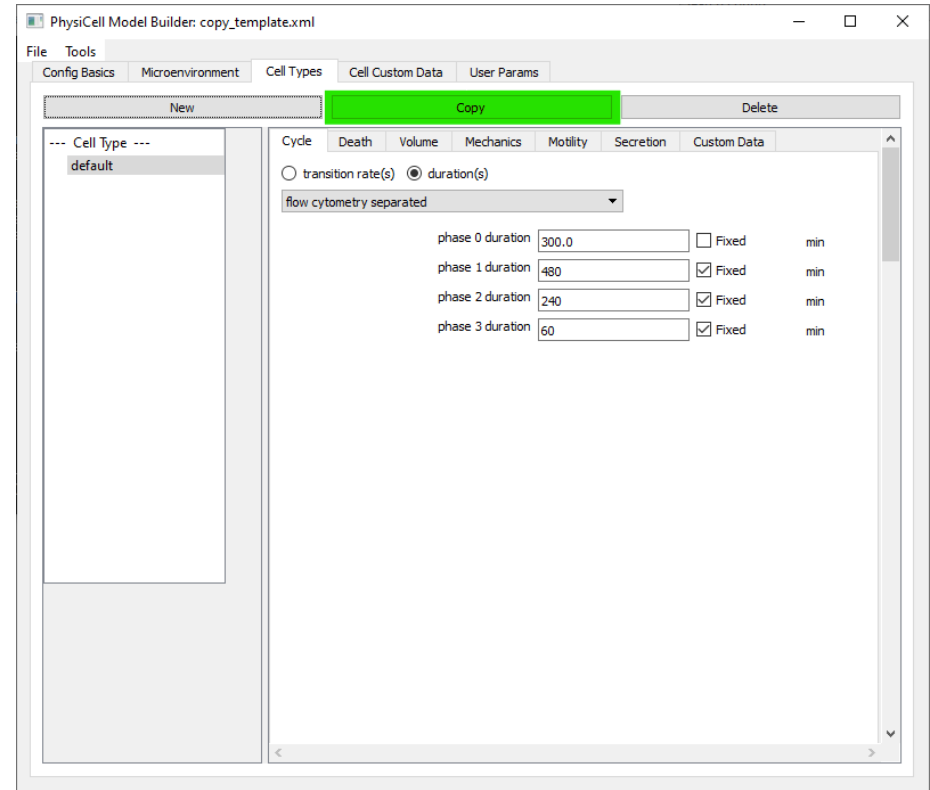 PhysiCell Model Builder: copy_template.xml
File Tools
Config Basics Microenvironment Cell Types Cell Custom Data User Params
New Copy Delete
--- Cell Type ---
default
Cycle Death Volume Mechanics Motility Secretion Custom Data
transition rate(s) duration(s)
flow cytometry separated
phase 0 duration 300.0 Fixed min
phase 1 duration 480 Fixed min
phase 2 duration 240 Fixed min
phase 3 duration 60 Fixed min